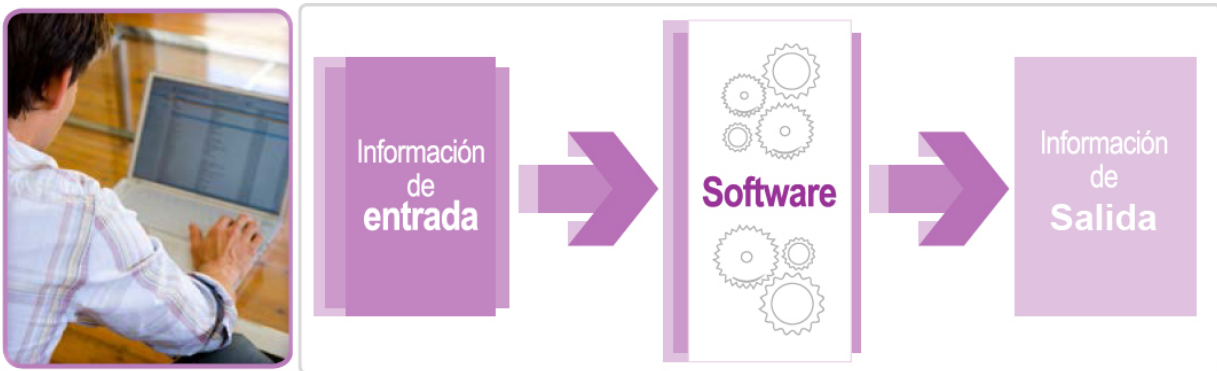 Información
de
entrada
Software
Información
de
Salida